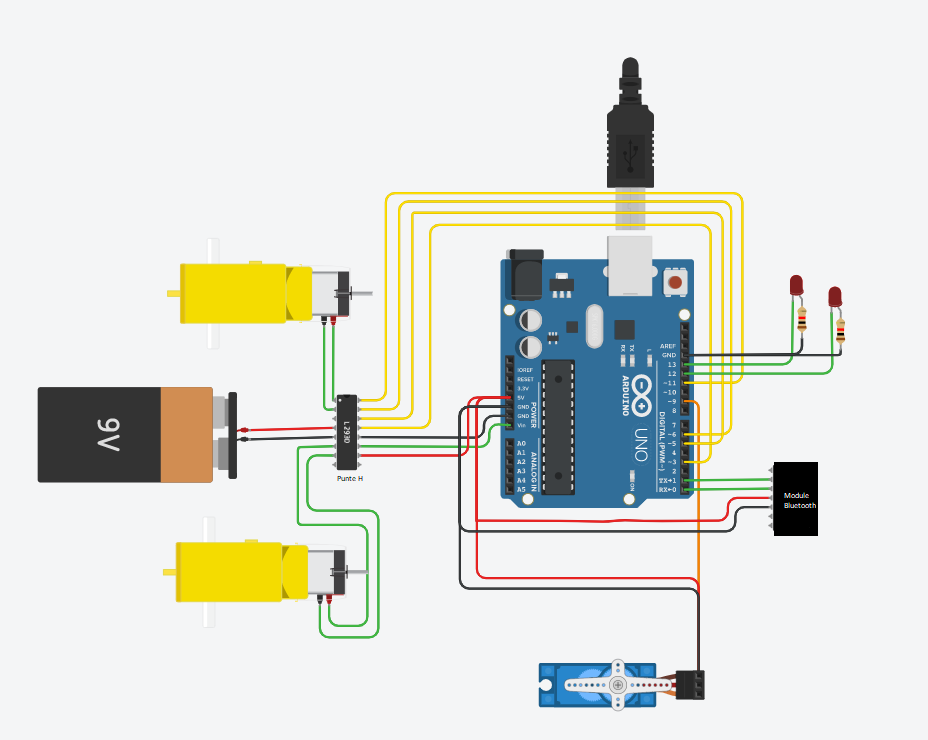 9V
L293D
Punte H
IOREF
RESET
3.3V
5V
GND
GND
Vin
POWER
A0
A1
A2
A3
A4
A5
ANALOG IN
RX
TX
L
ARDUINO
UNO
ON
AREF
GND
13
12
~11
~10
~9
8
7
~6
~5
4
~3
2
TX→1
RX←0
DIGITAL (PWM~)
Module
Bluetooth